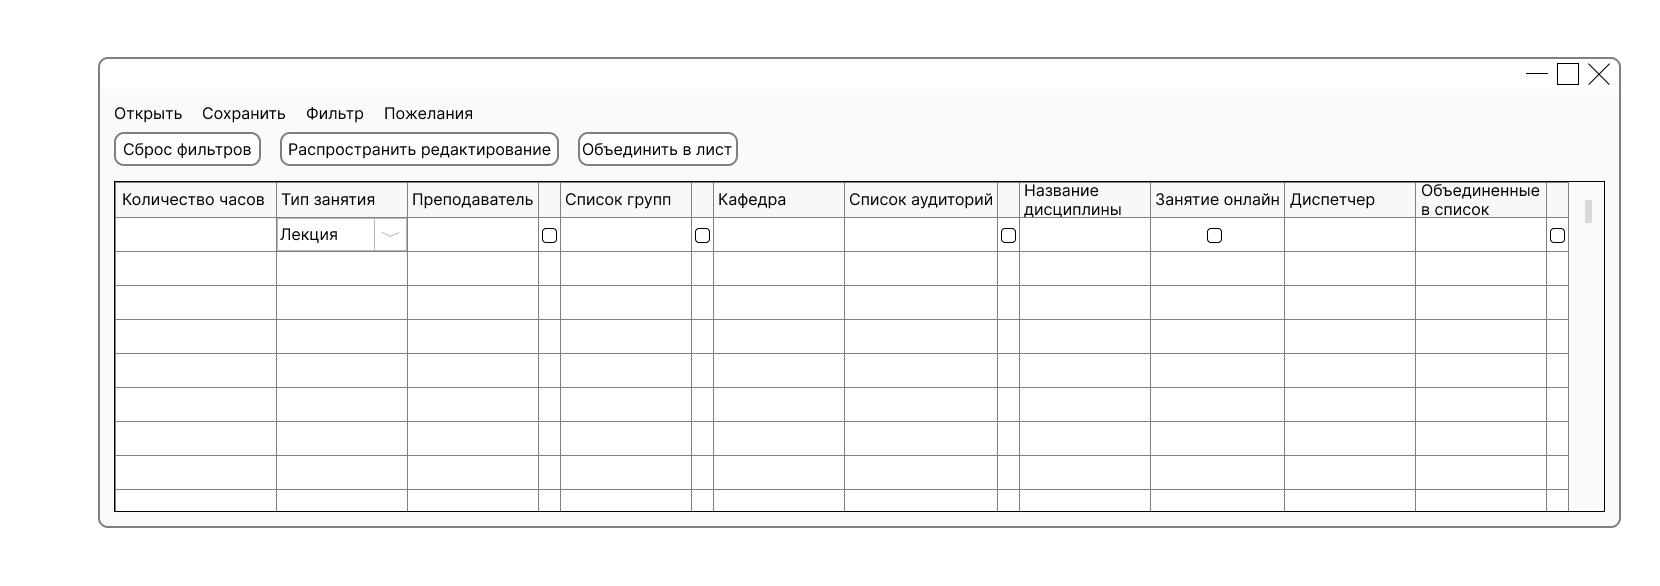 Открыть Сохранить Фильтр Пожелания
Сброс фильтров Распространить редактирование Объединить в лист
Количество часов Тип занятия Преподаватель Список групп Кафедра Список аудиторий Название дисциплины Занятие онлайн Диспетчер Объединенные в список
Лекция